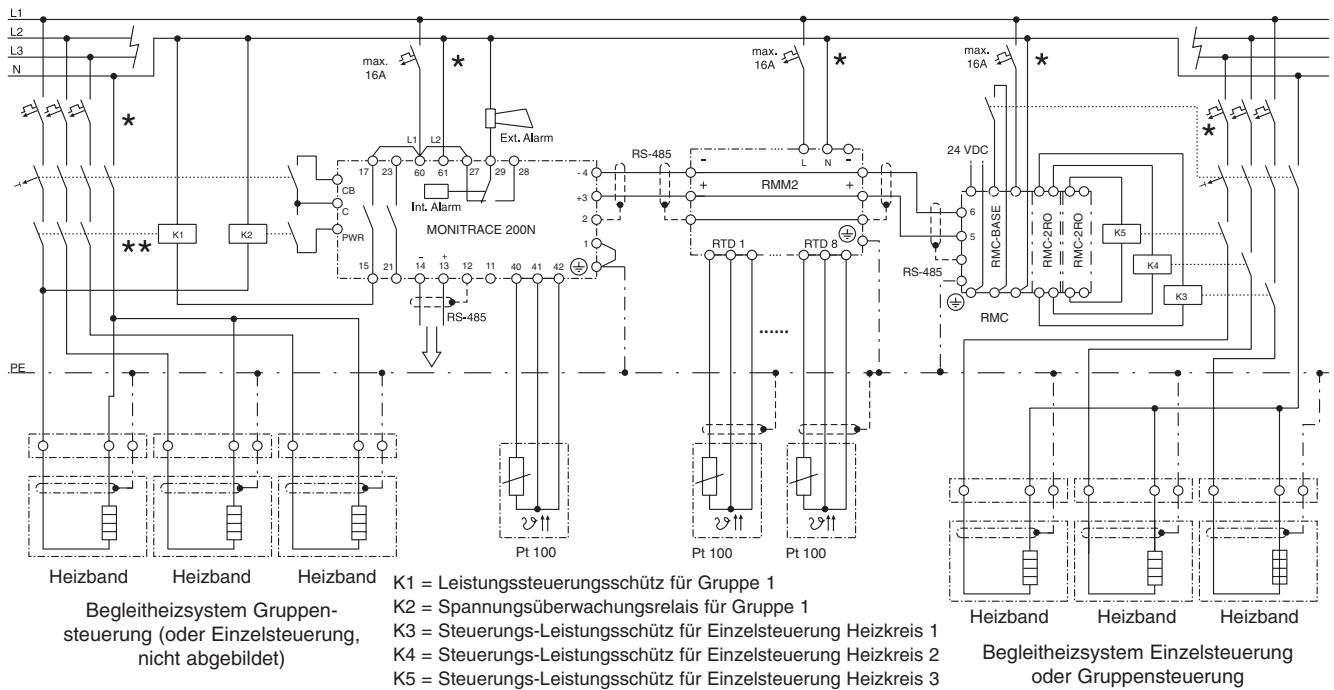 L1
L2
L3
N
max.
16A
*
max.
16A
*
max.
16A
*
*
*
**
Ext. Alarm
L1
L2
17
23
60
61
27
29
28
Int. Alarm
MONITRACE 200N
CB
C
PWR
K1
K2
- 4
+3
2
1
15
21
-
14
+
13
12
11
40
41
42
RS-485
RS-485
RS-485
L
N
-
-
-
+
+
RMM2
RTD 1
RTD 8
......
24 VDC
6
5
RMC-BASE
RMC-2RO
RMC-2RO
RMC
K5
K4
K3
RS-485
PE
ϑ
Pt 100
ϑ
Pt 100
ϑ
Pt 100
Heizband
Heizband
Heizband
Begleitheizsystem Gruppen-
steuerung (oder Einzelsteuerung,
nicht abgebildet)
K1 = Leistungssteuerungsschütz für Gruppe 1
K2 = Spannungsüberwachungsrelais für Gruppe 1
K3 = Steuerungs-Leistungsschütz für Einzelsteuerung Heizkreis 1
K4 = Steuerungs-Leistungsschütz für Einzelsteuerung Heizkreis 2
K5 = Steuerungs-Leistungsschütz für Einzelsteuerung Heizkreis 3
Heizband
Heizband
Heizband
Begleitheizsystem Einzelsteuerung
oder Gruppensteuerung